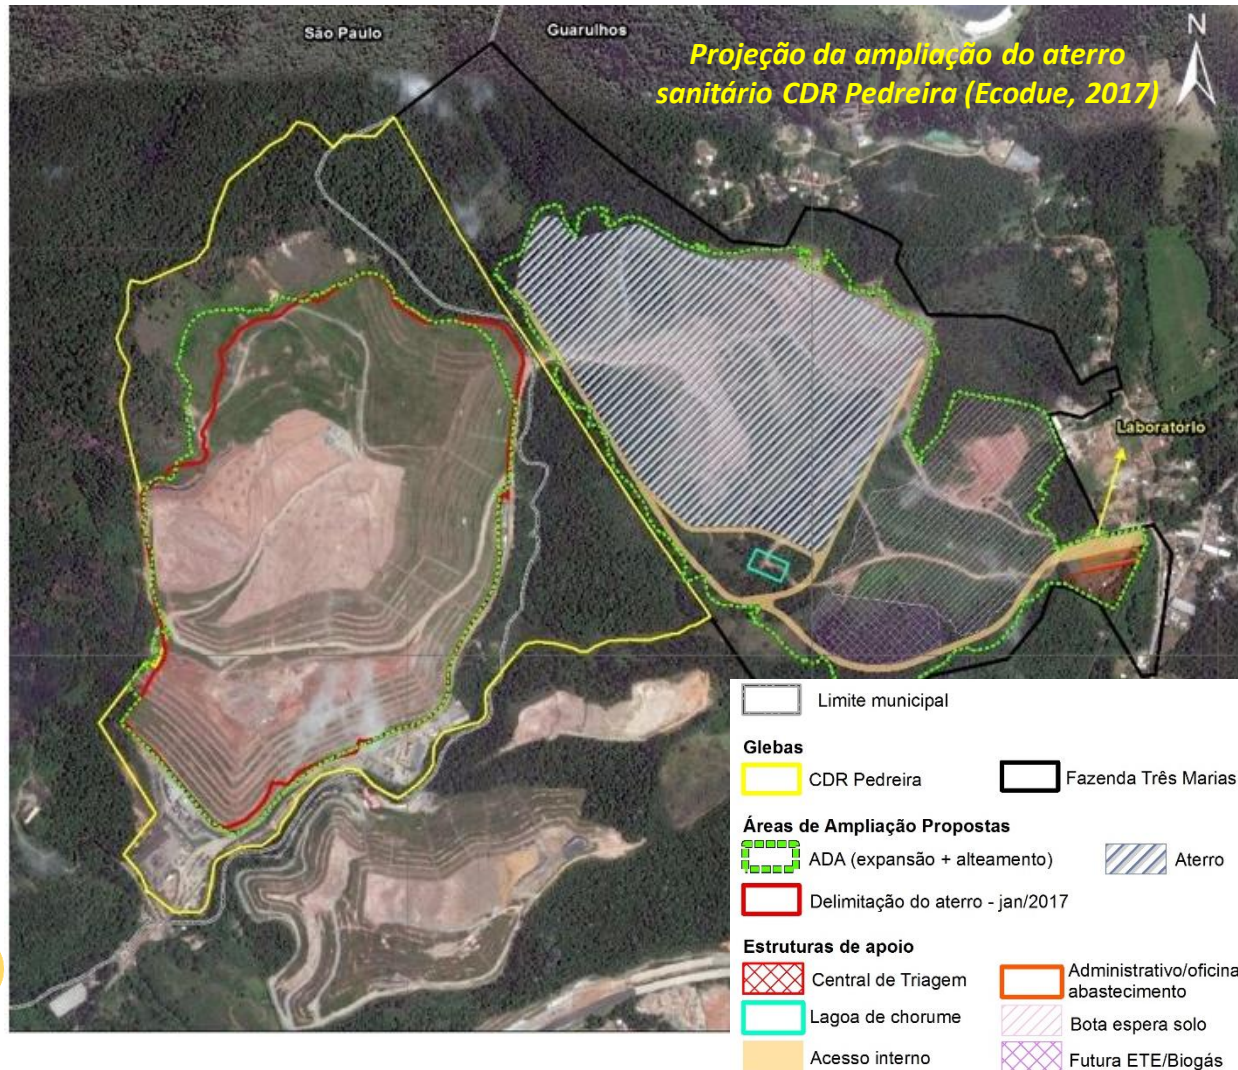 São Paulo
Guarulhos
N
Projeção da ampliação do aterro
sanitário CDR Pedreira (Ecodue, 2017)
Laboratório
Limite municipal
Glebas
CDR Pedreira
Fazenda Três Marias
Áreas de Ampliação Propostas
ADA (expansão + alteamento)
Aterro
Delimitação do aterro - jan/2017
Estruturas de apoio
Central de Triagem
Administrativo/oficina
abastecimento
Lagoa de chorume
Bota espera solo
Acesso interno
Futura ETE/Biogás